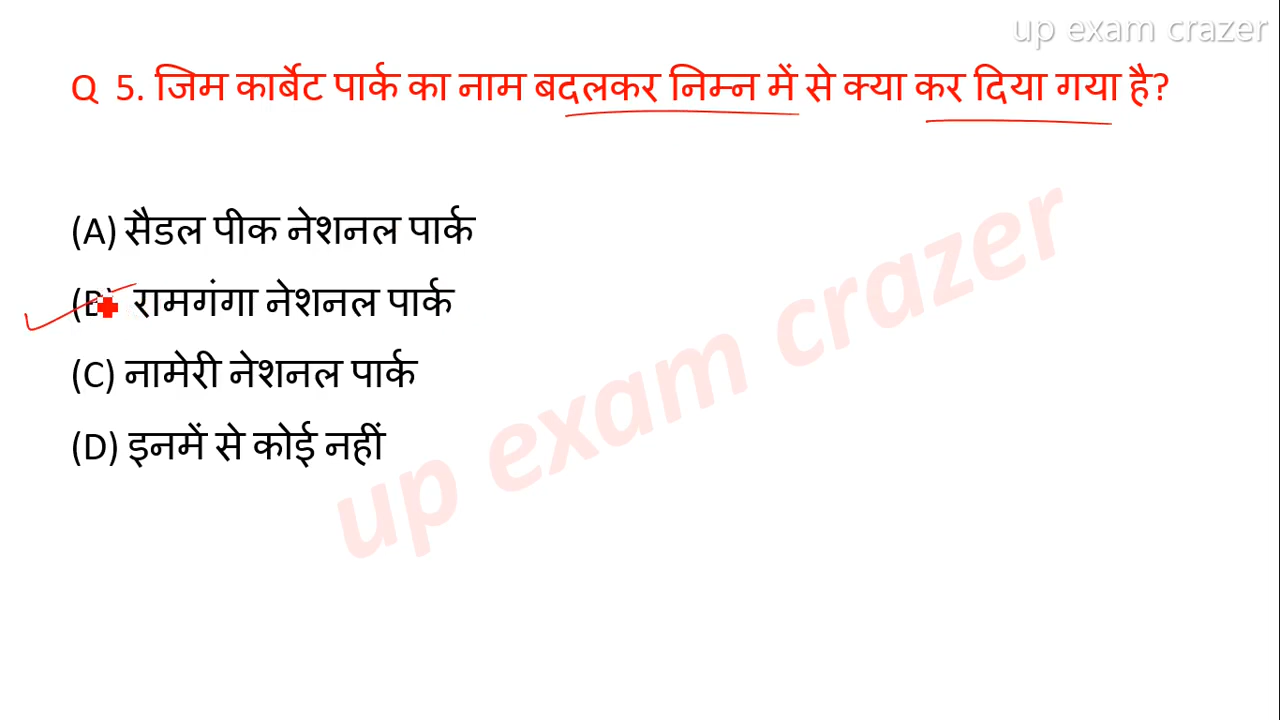 up exam crazer
Q 5. जिम कार्बेट पार्क का नाम बदलकर निम्न में से क्या कर दिया गया है?
(A) सैडल पीक नेशनल पार्क
(B) रामगंगा नेशनल पार्क
(C) नामेरी नेशनल पार्क
(D) इनमें से कोई नहीं
up exam crazer